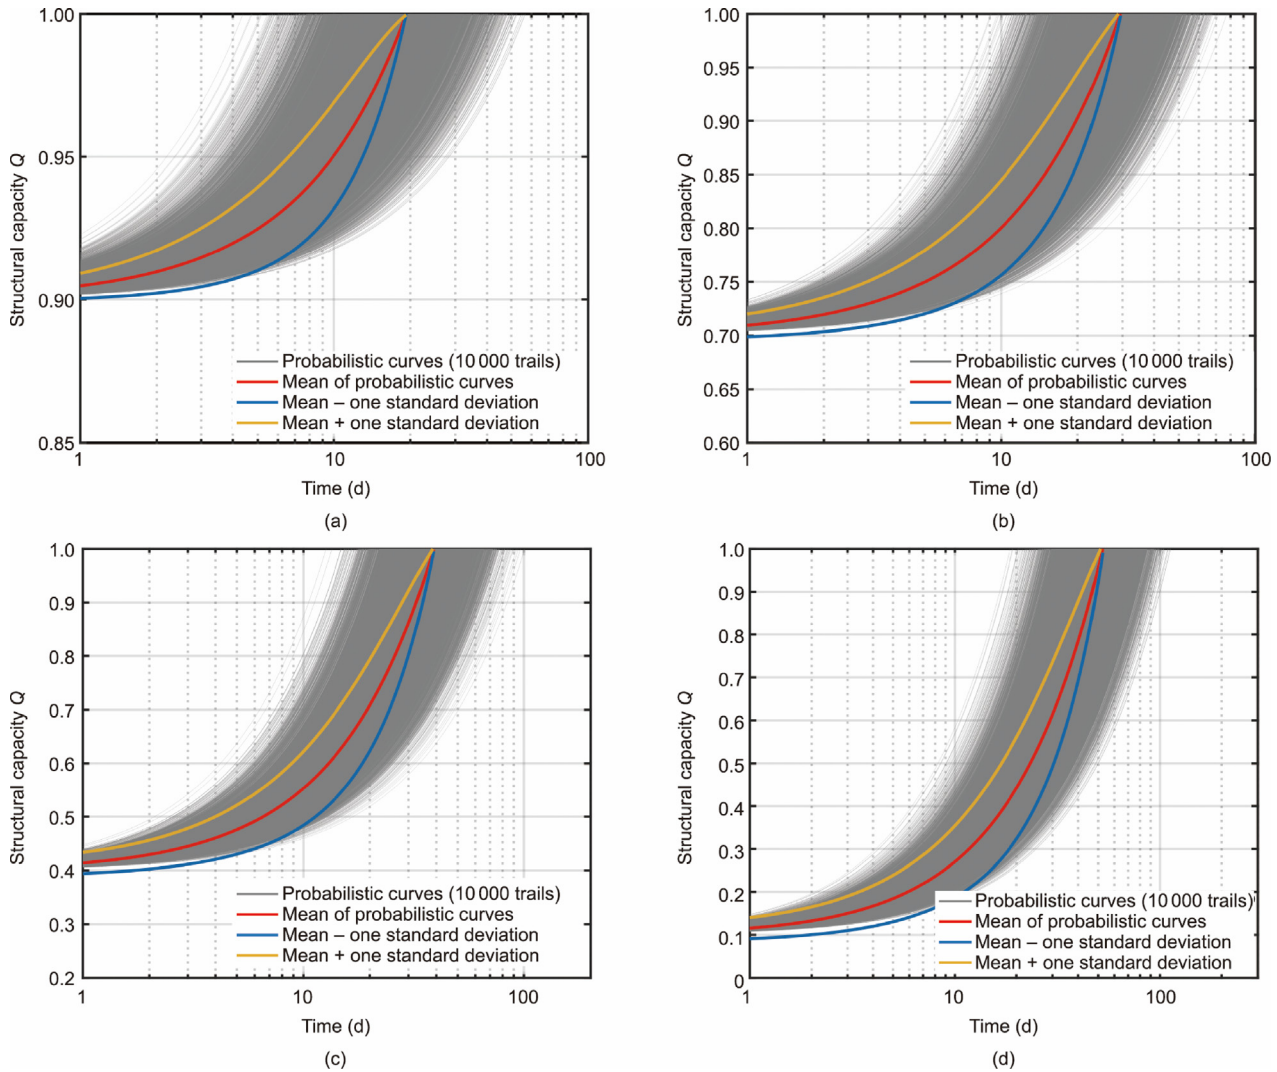 1.00
0.95
0.90
0.85
Structural capacity Q
Probabilistic curves (10 000 trails)
Mean of probabilistic curves
Mean – one standard deviation
Mean + one standard deviation
1 10 100
Time (d)
(a)
1.00
0.95
0.90
0.85
0.80
0.75
0.70
0.65
0.60
Structural capacity Q
Probabilistic curves (10 000 trails)
Mean of probabilistic curves
Mean – one standard deviation
Mean + one standard deviation
1 10 100
Time (d)
(b)
1.0
0.9
0.8
0.7
0.6
0.5
0.4
0.3
0.2
Structural capacity Q
Probabilistic curves (10 000 trails)
Mean of probabilistic curves
Mean – one standard deviation
Mean + one standard deviation
1 10 100
Time (d)
(c)
1.0
0.9
0.8
0.7
0.6
0.5
0.4
0.3
0.2
0.1
0
Structural capacity Q
Probabilistic curves (10 000 trails)
Mean of probabilistic curves
Mean – one standard deviation
Mean + one standard deviation
1 10 100
Time (d)
(d)